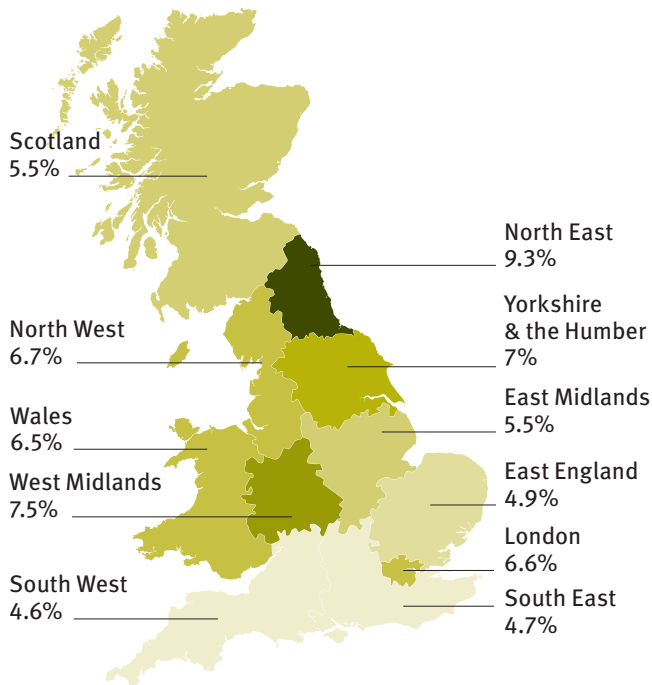 Scotland
5.5%
North East
9.3%
North West
6.7%
Yorkshire
& the Humber
7%
Wales
6.5%
East Midlands
5.5%
West Midlands
7.5%
East England
4.9%
London
6.6%
South West
4.6%
South East
4.7%